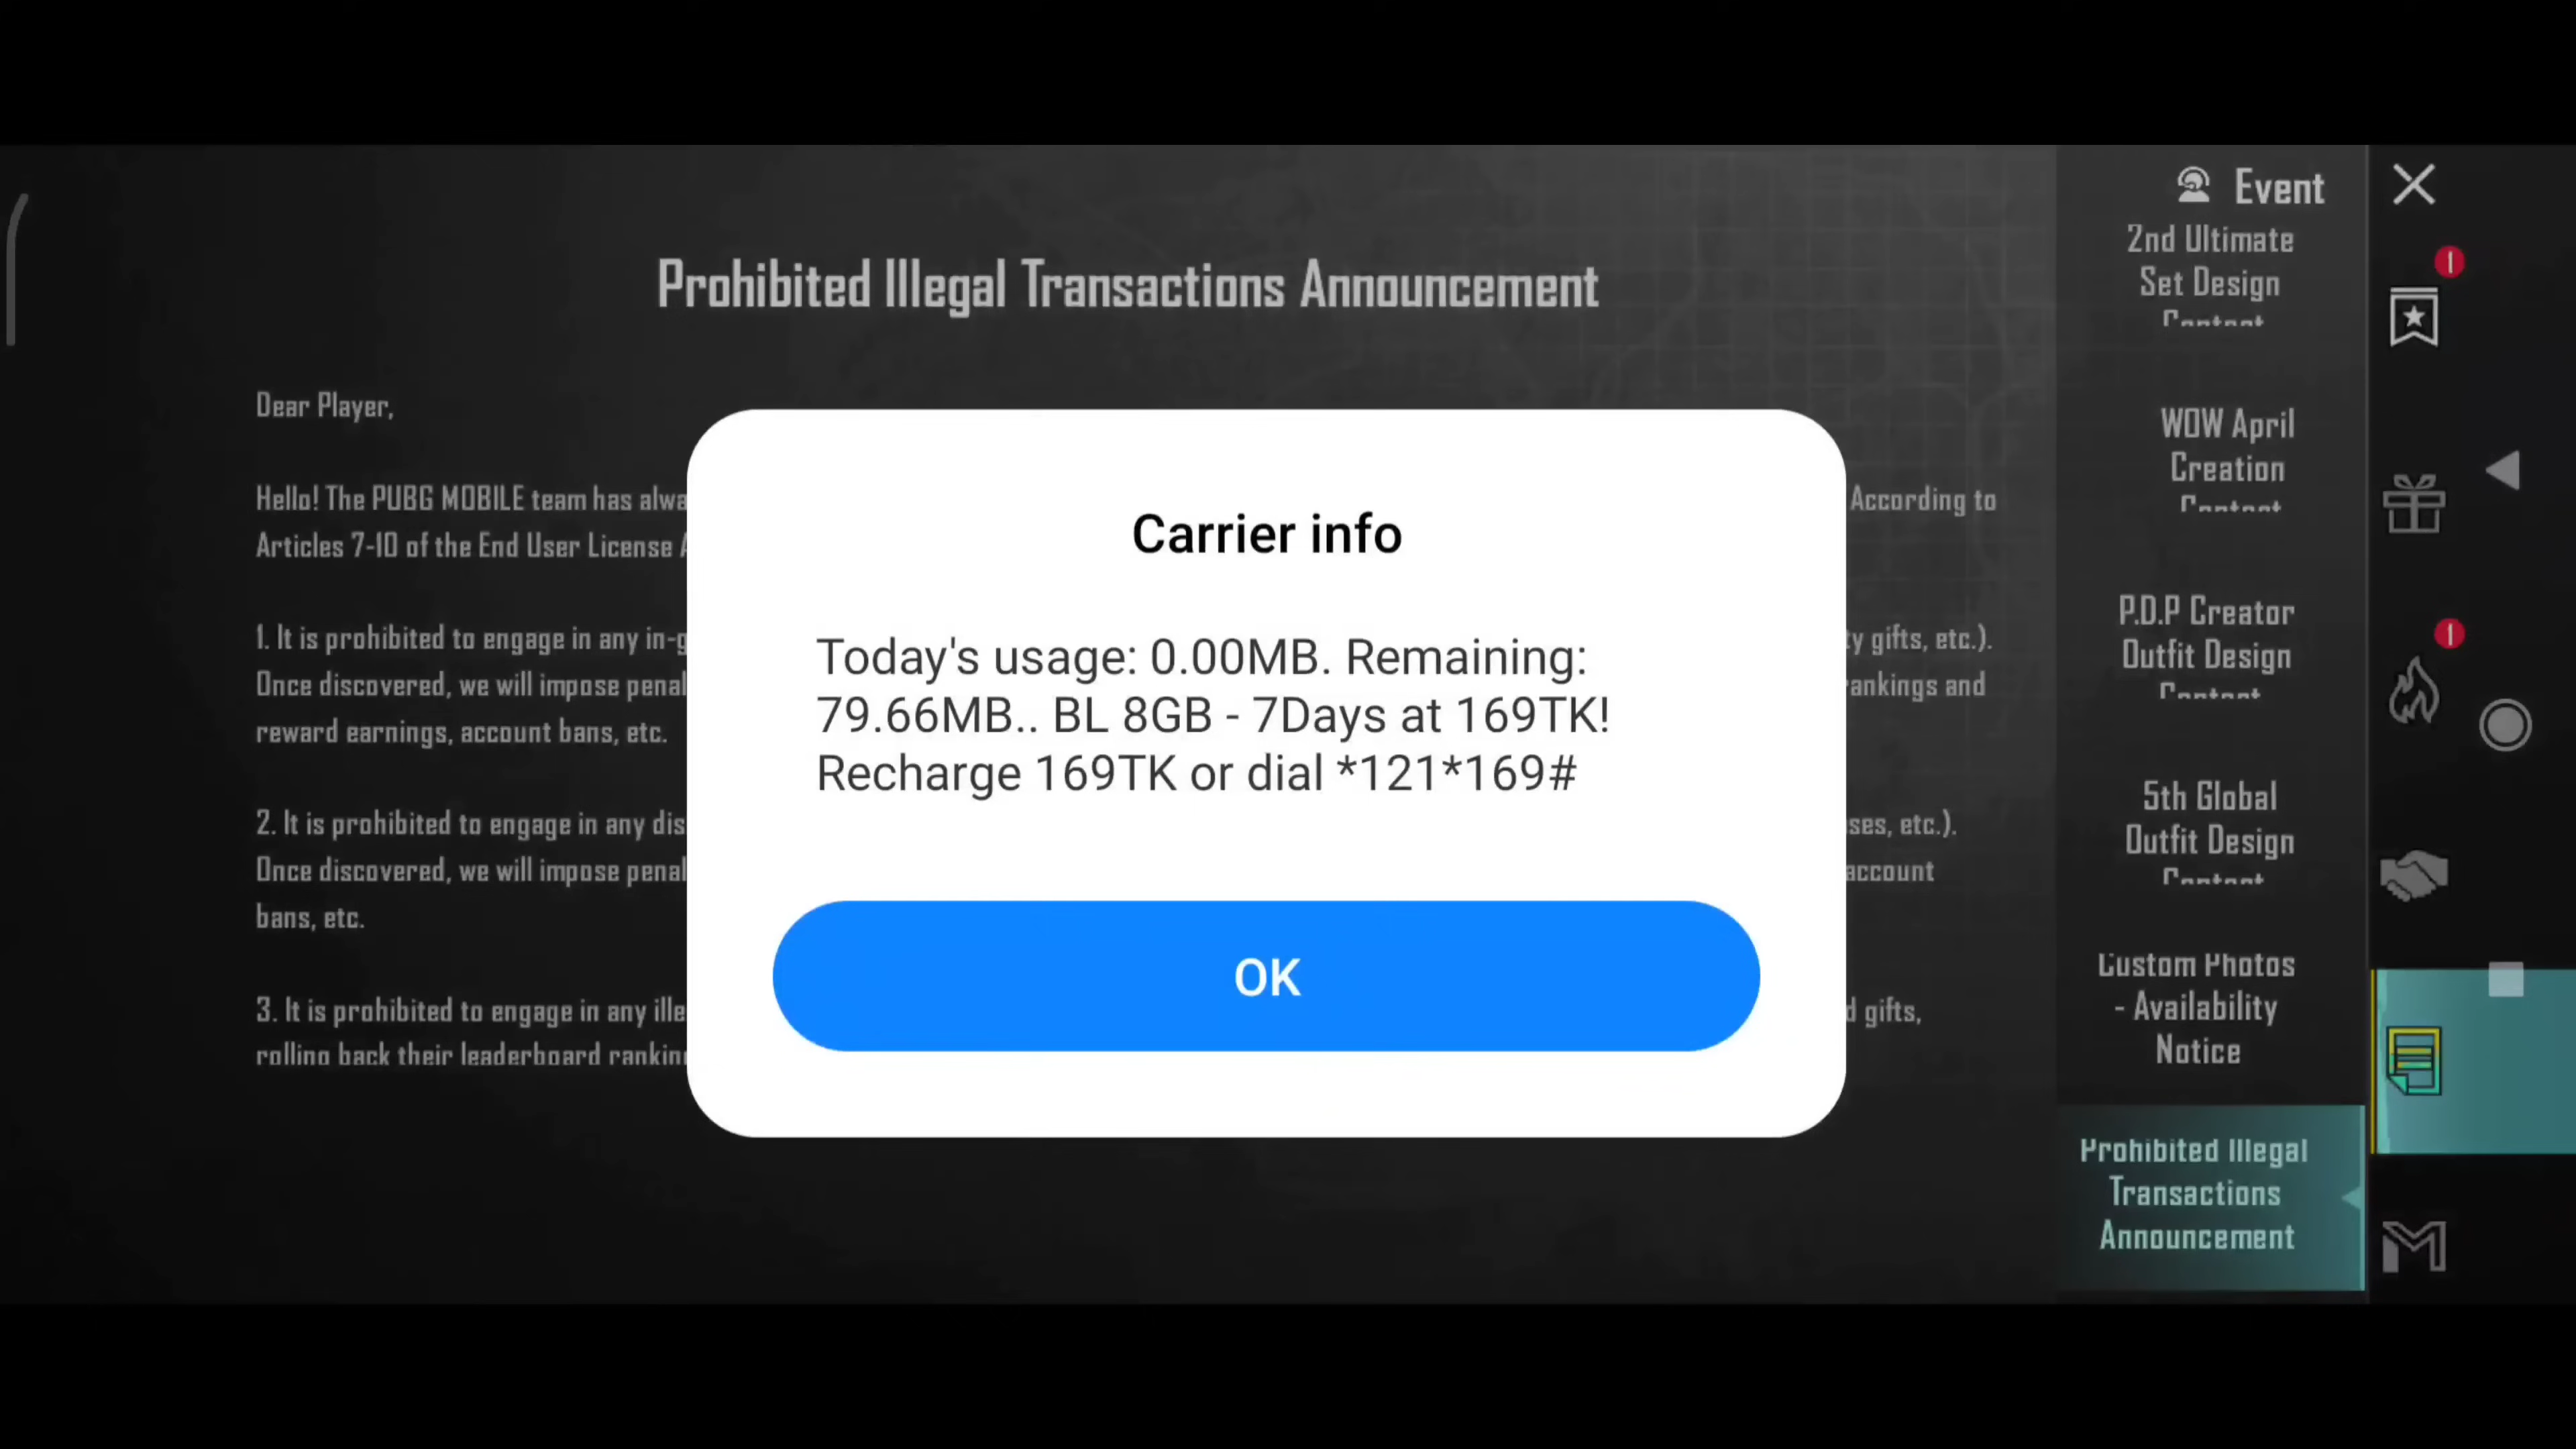 Prohibited Illegal Transactions Announcement
Dear Player,
Hello! The PUBG MOBILE team has alwa
According to
Articles 7-10 of the End User License A
1. It is prohibited to engage in any in-g
ty gifts, etc.).
Once discovered, we will impose penal
ankings and
reward earnings, account bans, etc.
2. It is prohibited to engage in any dis
ses, etc.).
Once discovered, we will impose penal
account
bans, etc.
3. It is prohibited to engage in any ille
d gifts,
rolling back their leaderboard ranking
Carrier info
Today's usage: 0.00MB. Remaining:
79.66MB.. BL 8GB - 7Days at 169TK!
Recharge 169TK or dial *121*169#
OK
Event
2nd Ultimate
Set Design
Contest
WOW April
Creation
Contest
P.D.P Creator
Outfit Design
Contest
5th Global
Outfit Design
Contest
Custom Photos
- Availability
Notice
Prohibited Illegal
Transactions
Announcement